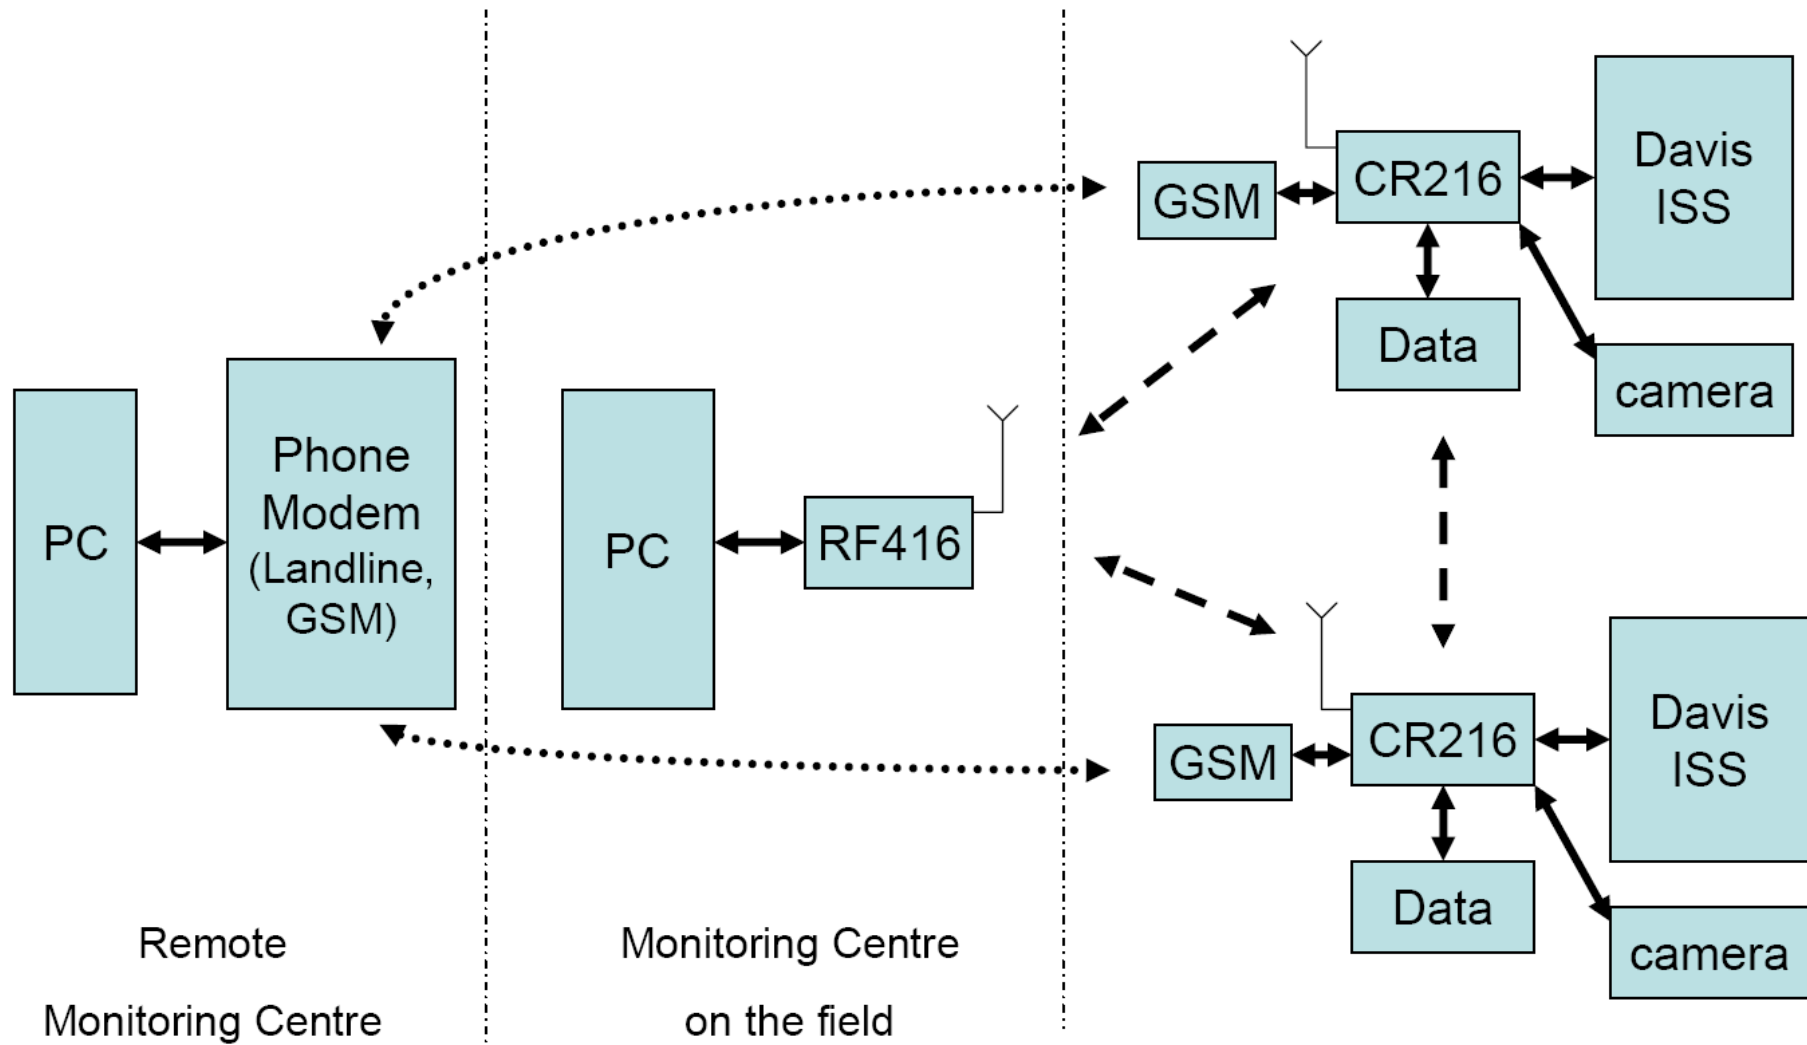 PC
Phone
Modem
(Landline,
GSM)
Remote
Monitoring Centre
PC
RF416
Monitoring Centre
on the field
GSM
CR216
Davis
ISS
Data
camera
GSM
CR216
Davis
ISS
Data
camera